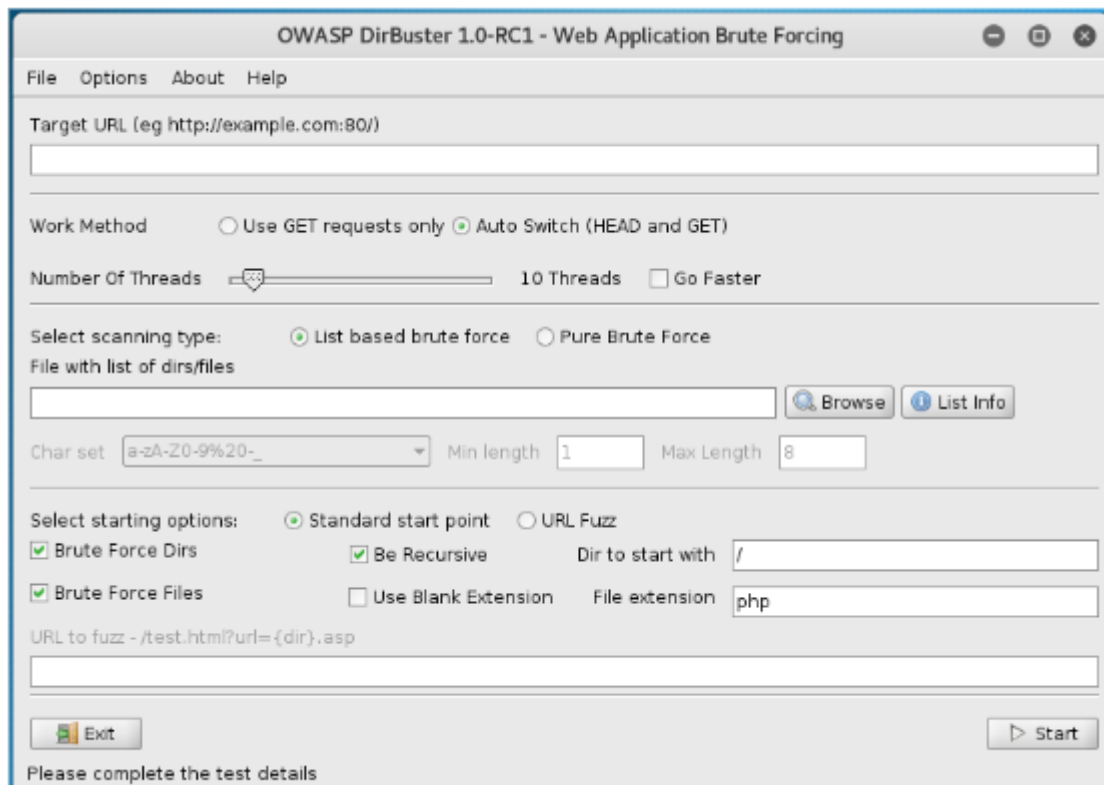 OWASP DirBuster 1.0-RC1 - Web Application Brute Forcing
File Options About Help
Target URL (eg http://example.com:80/)
Work Method Use GET requests only Auto Switch (HEAD and GET)
Number Of Threads 10 Threads Go Faster
Select scanning type: List based brute force Pure Brute Force
File with list of dirs/files
Browse List Info
Char set a-zA-Z0-9%20-_ Min length 1 Max Length 8
Select starting options: Standard start point URL Fuzz
Brute Force Dirs Be Recursive Dir to start with /
Brute Force Files Use Blank Extension File extension php
URL to fuzz - /test.html?url={dir}.asp
Exit Start
Please complete the test details